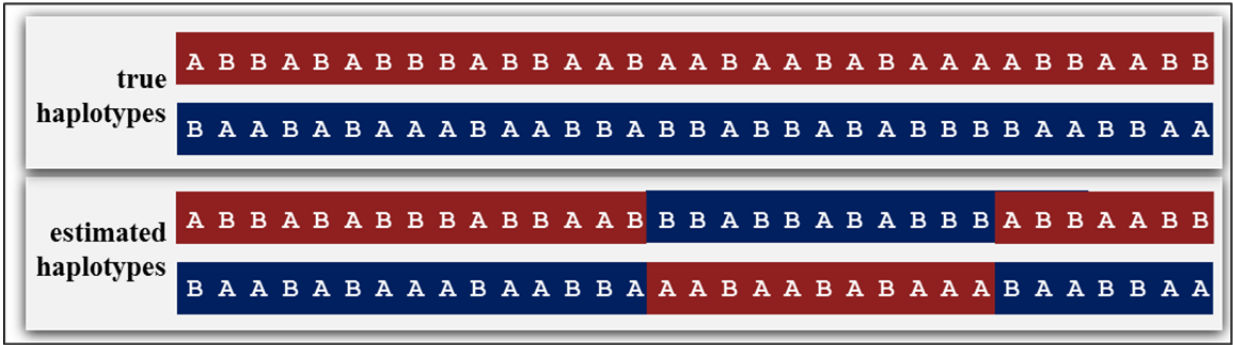 true
haplotypes
A B B A B A B B B A B B A A B A A B A A B A B A A A A B B A A B B
B A A B A B A A A B A A B B A B B A B B A B A B B B B A A B B A A
estimated
haplotypes
A B B A B A B B B A B B A A B B B A B B A B A B B B A B B A A B B
B A A B A B A A A B A A B B A A A B A A B A B A A A B A A B B A A